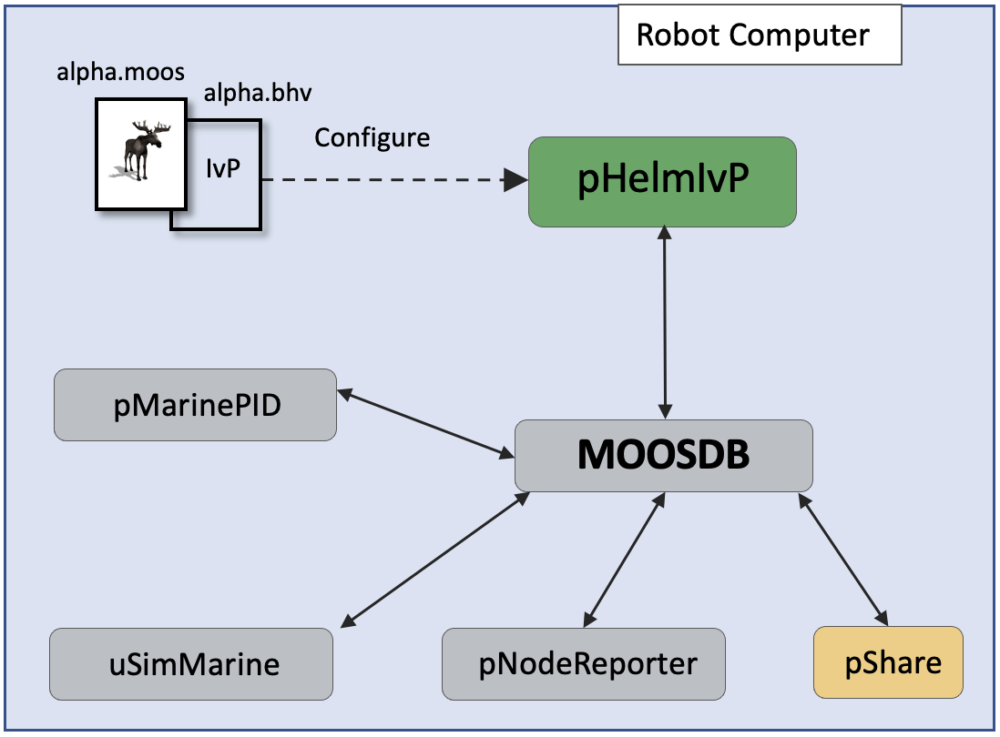 Robot Computer
alpha.moos
alpha.bhv
Configure
IvP
pHelmIvP
pMarinePID
MOOSDB
uSimMarine
pNodeReporter
pShare